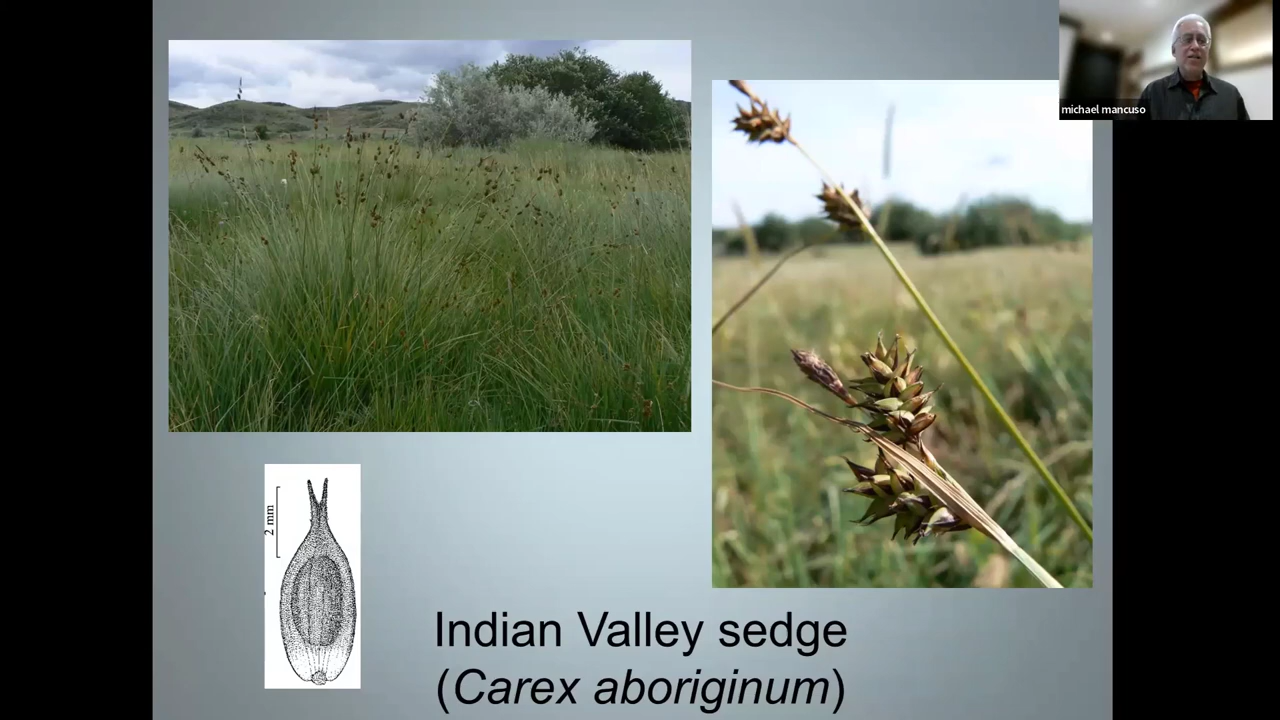 michael mancuso
2 mm
Indian Valley sedge
(Carex aboriginum)